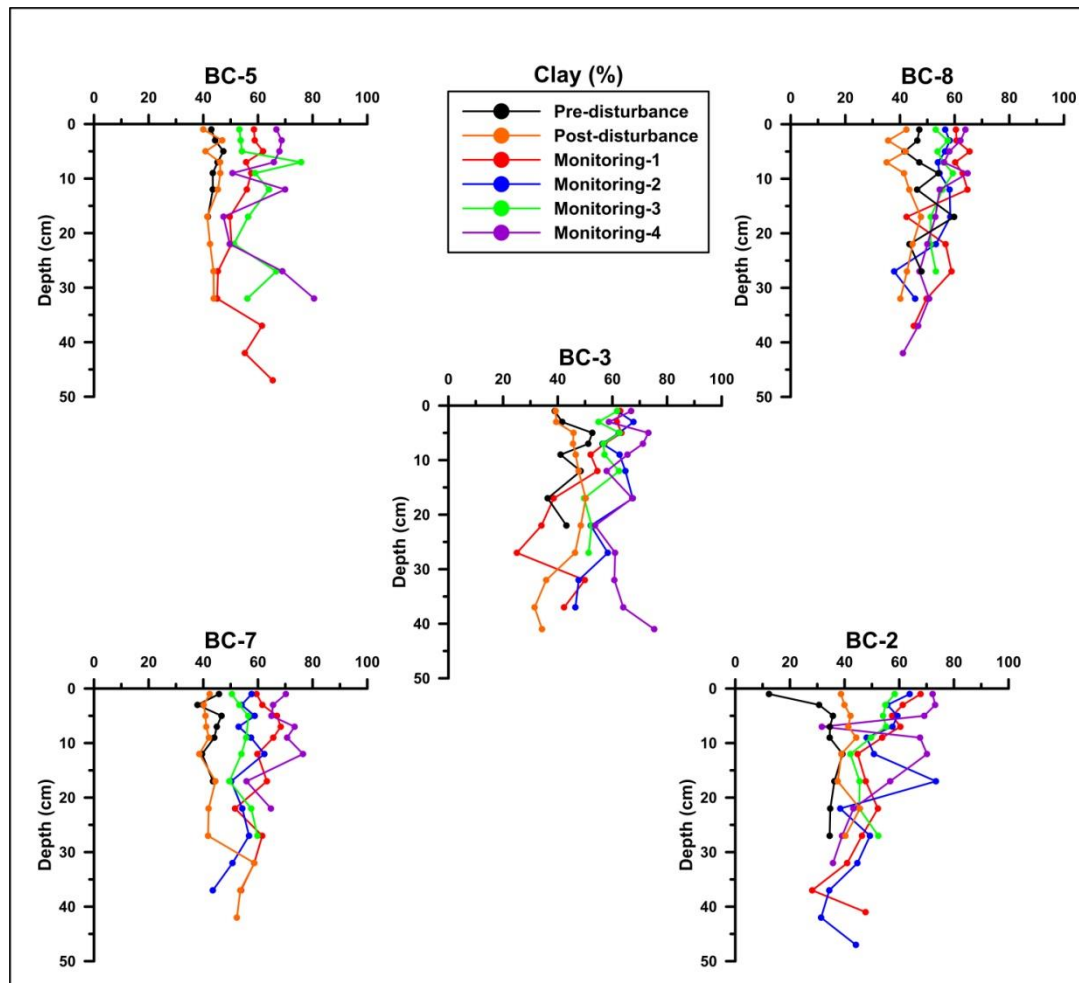 BC-5
0 20 40 60 80 100
Depth (cm)
0
10
20
30
40
50
Clay (%)
Pre-disturbance
Post-disturbance
Monitoring-1
Monitoring-2
Monitoring-3
Monitoring-4
BC-8
0 20 40 60 80 100
Depth (cm)
0
10
20
30
40
50
BC-3
0 20 40 60 80 100
Depth (cm)
0
10
20
30
40
50
BC-7
0 20 40 60 80 100
Depth (cm)
0
10
20
30
40
50
BC-2
0 20 40 60 80 100
Depth (cm)
0
10
20
30
40
50